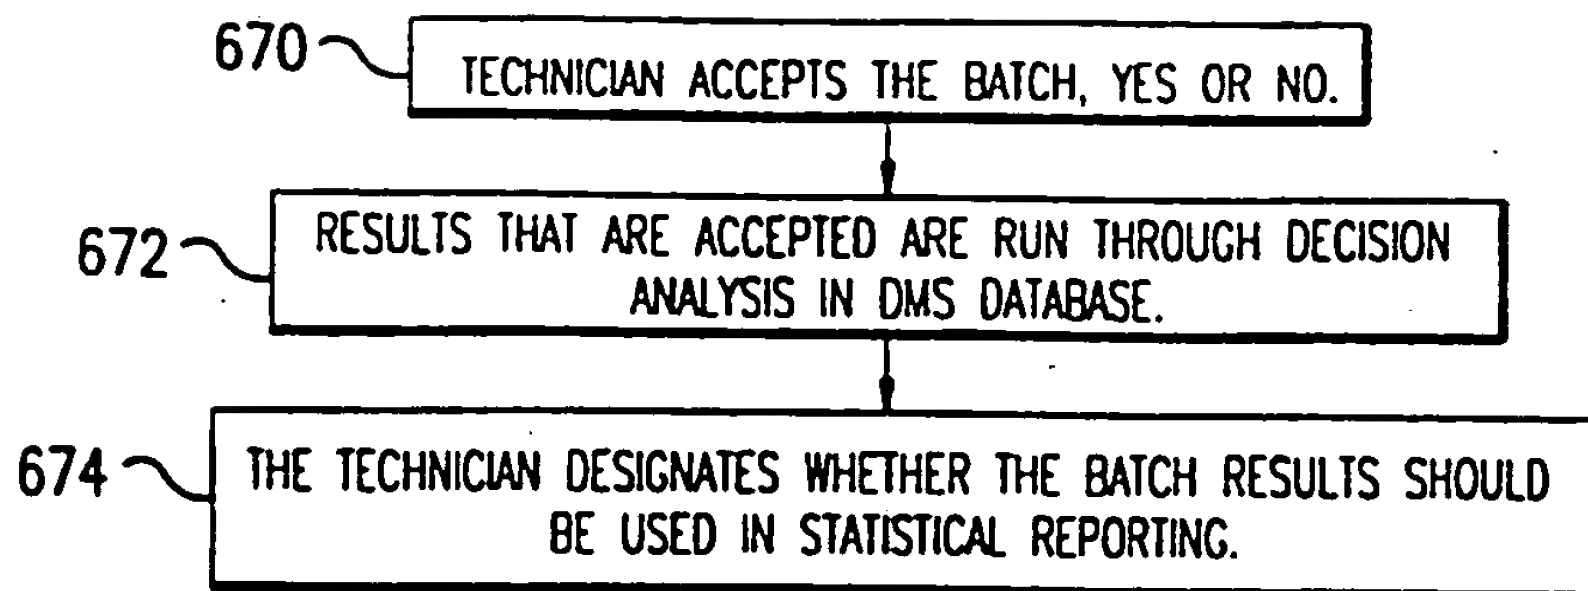 670
TECHNICIAN ACCEPTS THE BATCH, YES OR NO.
672
RESULTS THAT ARE ACCEPTED ARE RUN THROUGH DECISION
ANALYSIS IN DMS DATABASE.
674
THE TECHNICIAN DESIGNATES WHETHER THE BATCH RESULTS SHOULD
BE USED IN STATISTICAL REPORTING.